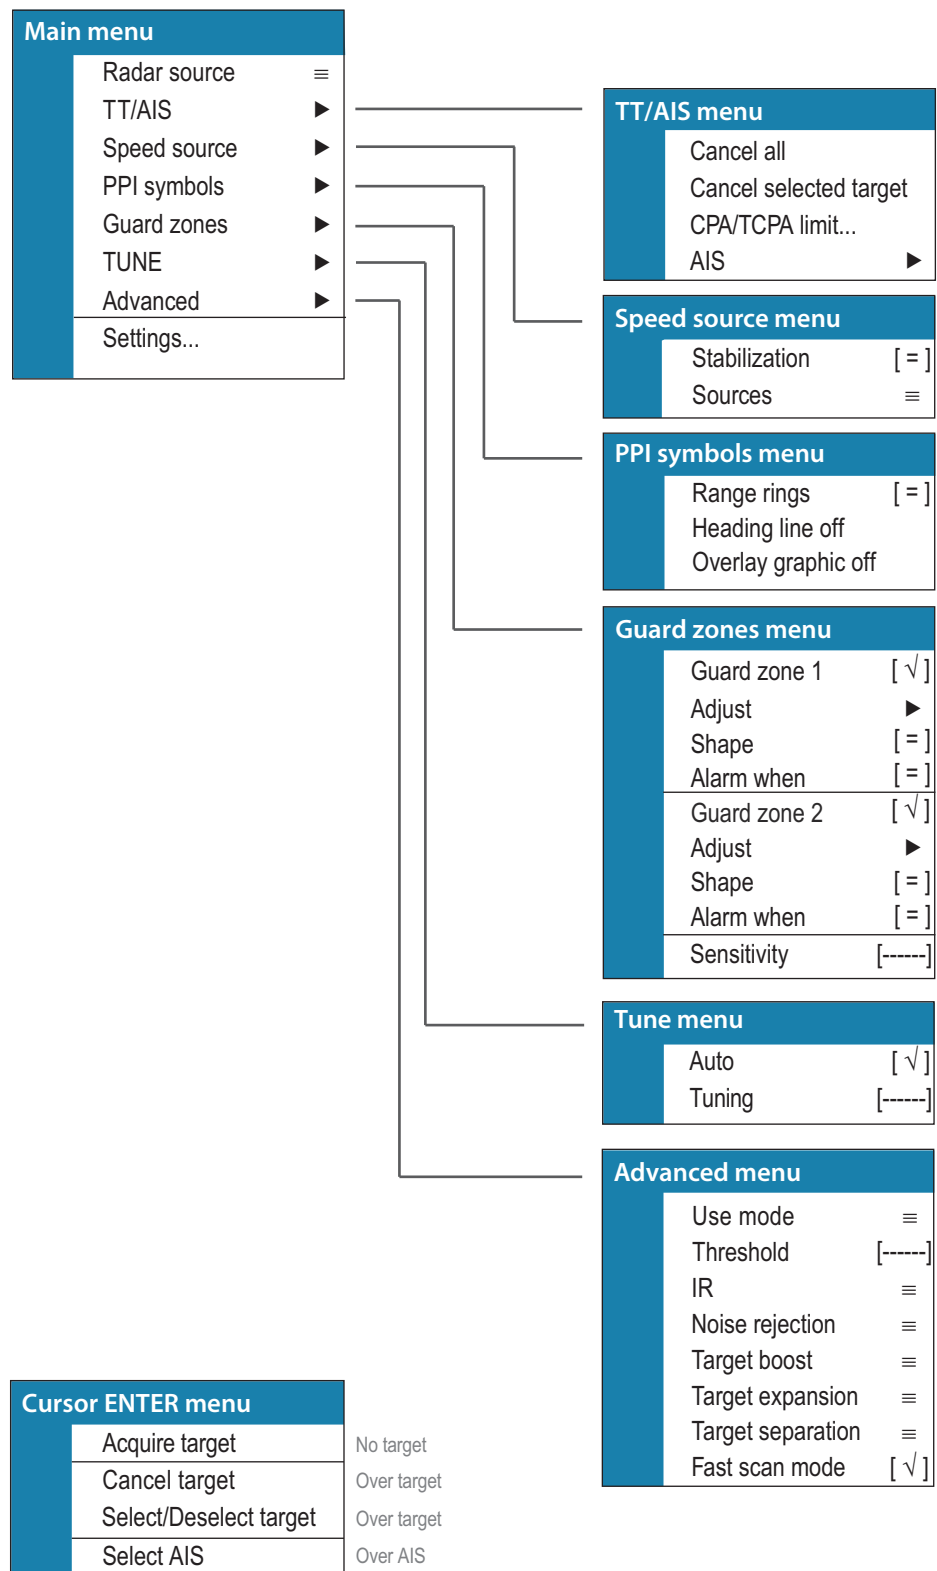 Main menu
Radar source ≡
TT/AIS ▶
Speed source ▶
PPI symbols ▶
Guard zones ▶
TUNE ▶
Advanced ▶
Settings...
TT/AIS menu
Cancel all
Cancel selected target
CPA/TCPA limit...
AIS ▶
Speed source menu
Stabilization [ = ]
Sources ≡
PPI symbols menu
Range rings [ = ]
Heading line off
Overlay graphic off
Guard zones menu
Guard zone 1 [ √ ]
Adjust ▶
Shape [ = ]
Alarm when [ = ]
Guard zone 2 [ √ ]
Adjust ▶
Shape [ = ]
Alarm when [ = ]
Sensitivity [------]
Tune menu
Auto [ √ ]
Tuning [------]
Advanced menu
Use mode ≡
Threshold [------]
IR ≡
Noise rejection ≡
Target boost ≡
Target expansion ≡
Target separation ≡
Fast scan mode [ √ ]
Cursor ENTER menu
Acquire target No target
Cancel target Over target
Select/Deselect target Over target
Select AIS Over AIS